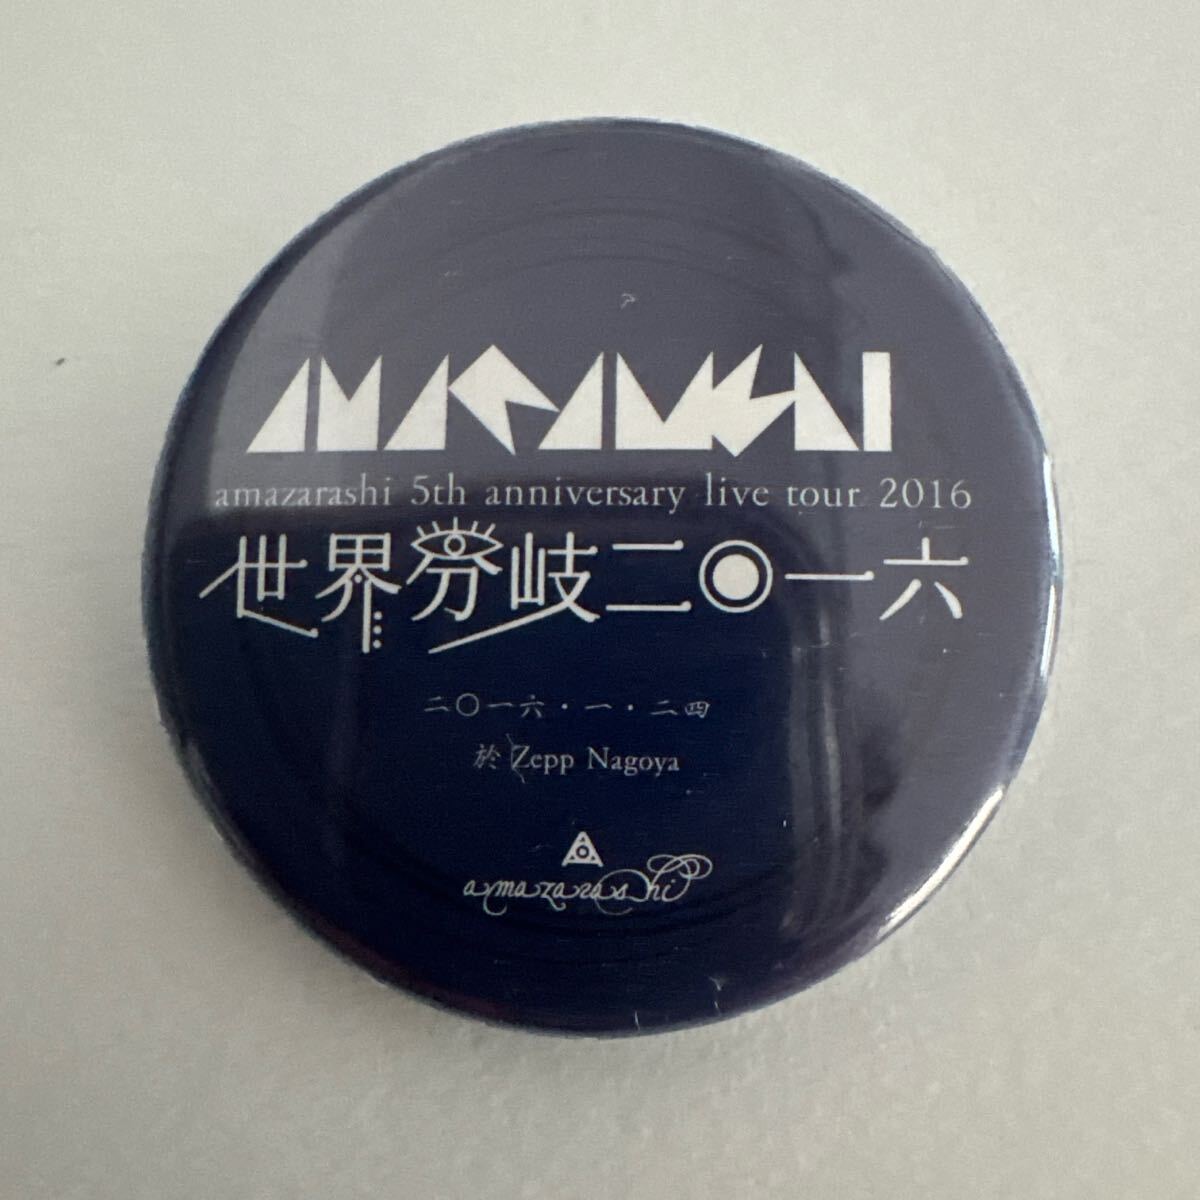 AMAZARASHI
amazarashi 5th anniversary live tour 2016
世界分岐二〇一六
二〇一六・一・二四
於 Zepp Nagoya
amazarashi